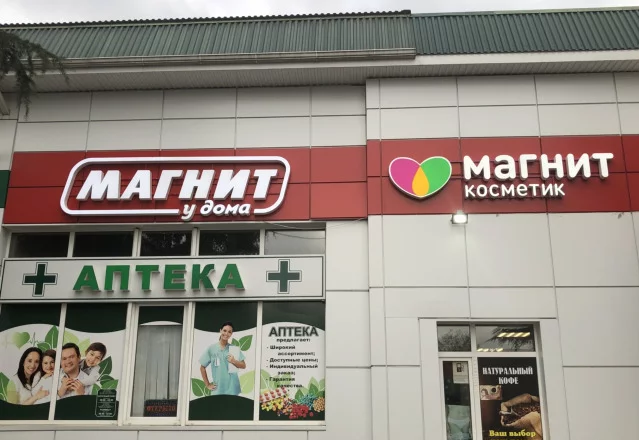 МАГНИТ
у дома
МАГНИТ
косметик
АПТЕКА
АПТЕКА
предлагает:
- Широкий
ассортимент;
- Доступные цены;
- Индивидуальный
заказ;
- Гарантия
качества.
НАТУРАЛЬНЫЙ
КОФЕ
Ваш выбор